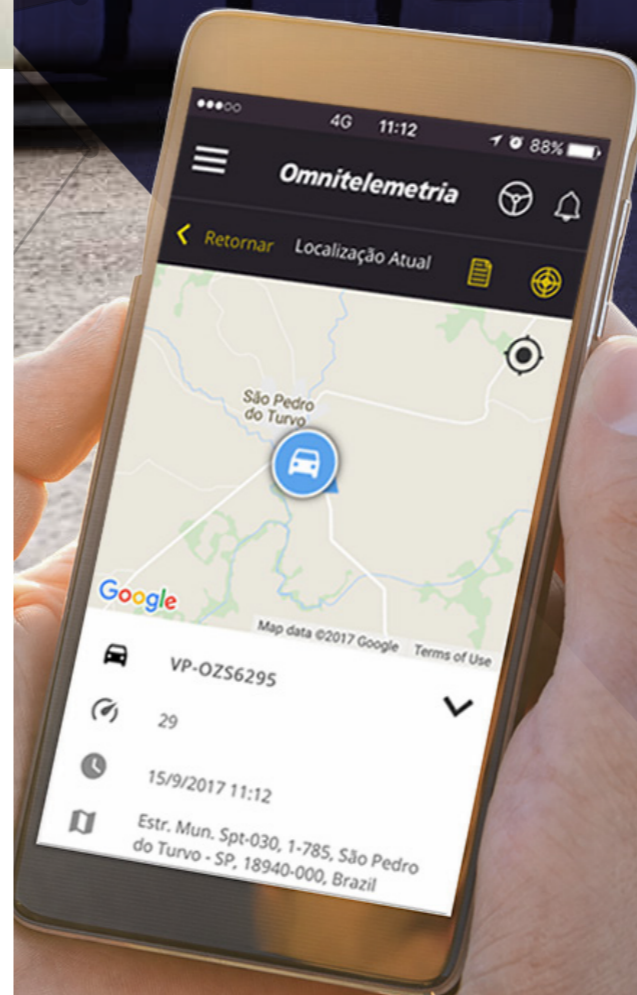 4G 11:12 88%
Omnitelemetria
Retornar Localização Atual
São Pedro
do Turvo
Google
Map data ©2017 Google Terms of Use
VP-OZS6295
29
15/9/2017 11:12
Estr. Mun. Spt-030, 1-785, São Pedro
do Turvo - SP, 18940-000, Brazil